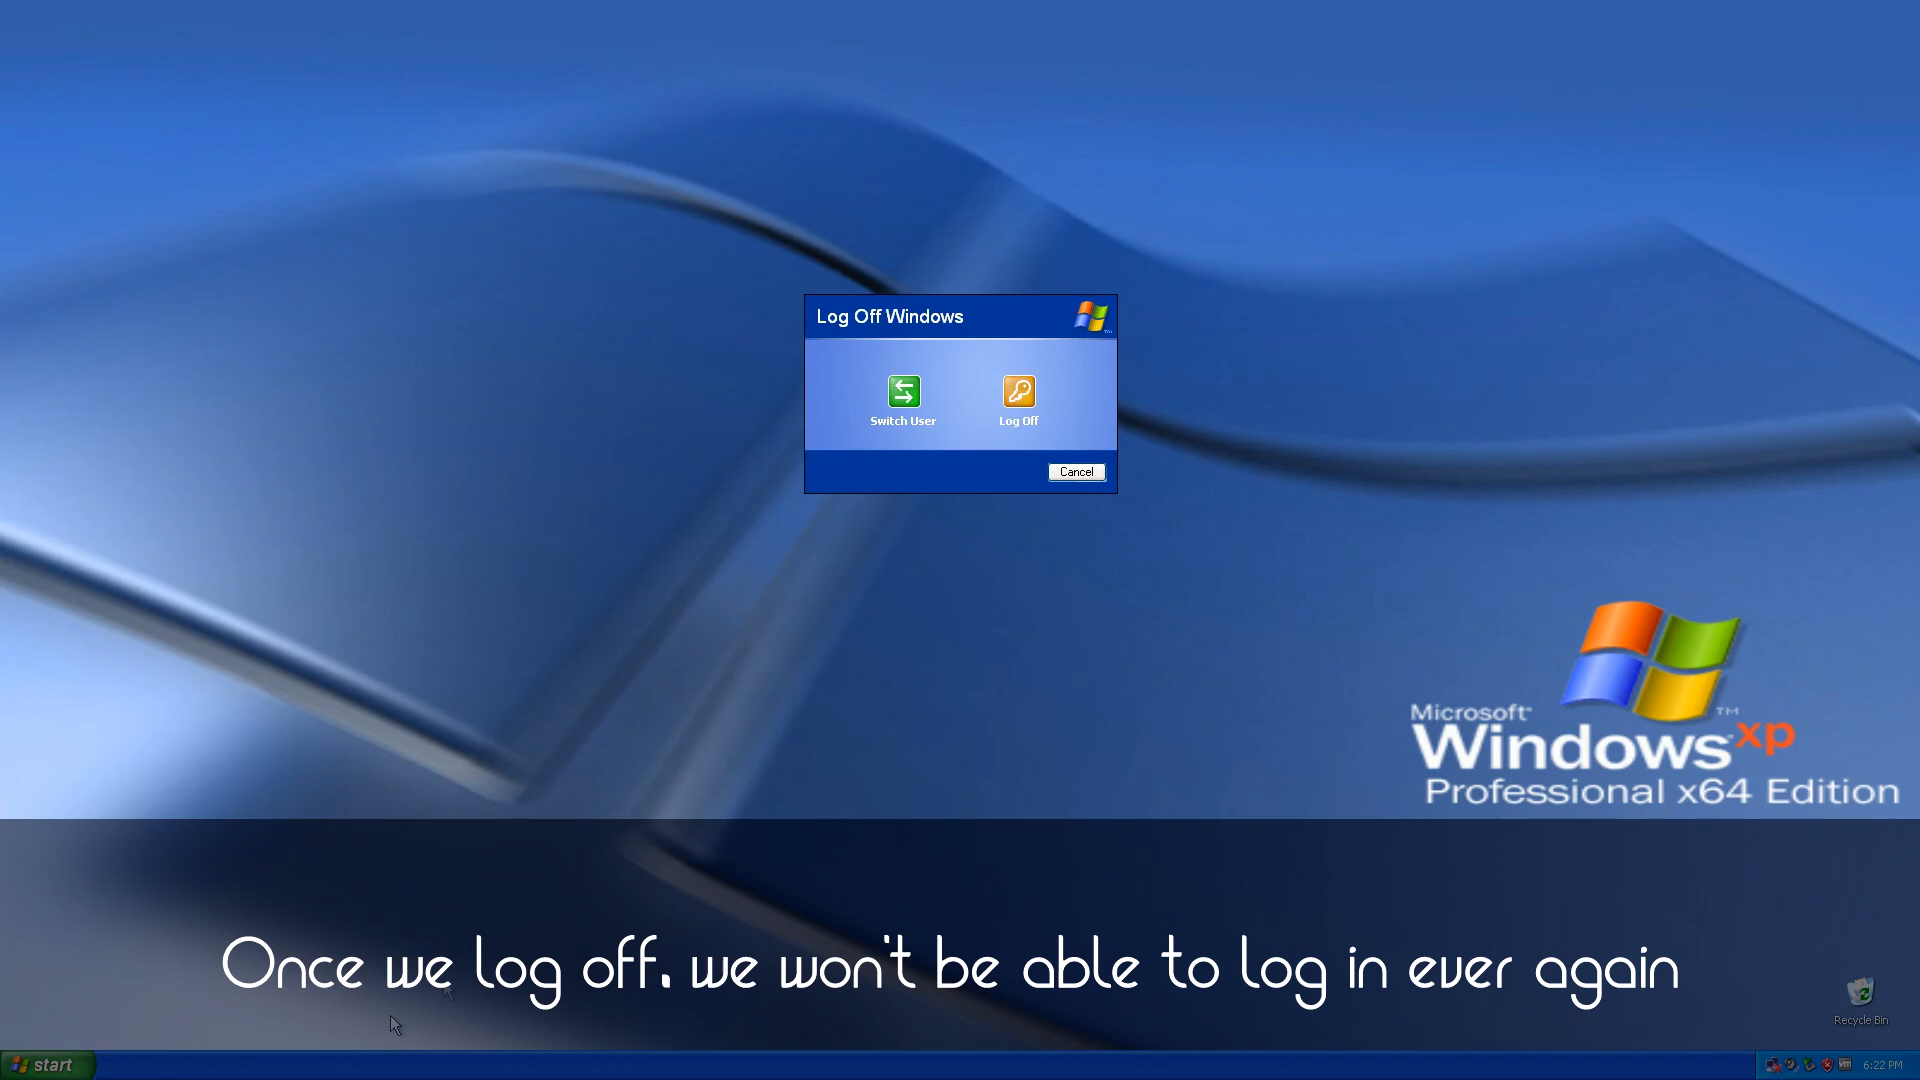 Log Off Windows
Switch User
Log Off
Cancel
Microsoft
Windows xp
Professional x64 Edition
Once we log off, we won't be able to log in ever again
Recycle Bin
start
6:22 PM